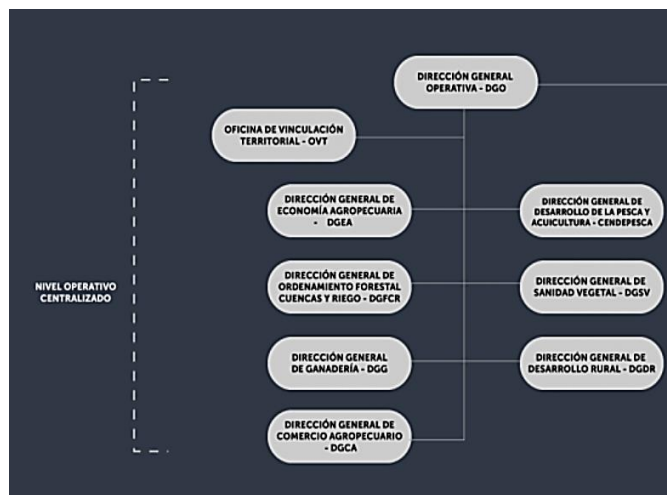 DIRECCIÓN GENERAL
OPERATIVA - DGO
OFICINA DE VINCULACIÓN
TERRITORIAL - OVT
DIRECCIÓN GENERAL DE
ECONOMÍA AGROPECUARIA
- DGEA
DIRECCIÓN GENERAL DE
DESARROLLO DE LA PESCA Y
ACUICULTURA - CENDEPESCA
NIVEL OPERATIVO
CENTRALIZADO
DIRECCIÓN GENERAL DE
ORDENAMIENTO FORESTAL
CUENCAS Y RIEGO - DGFCR
DIRECCIÓN GENERAL DE
SANIDAD VEGETAL - DGSV
DIRECCIÓN GENERAL
DE GANADERÍA - DGG
DIRECCIÓN GENERAL DE
DESARROLLO RURAL - DGDR
DIRECCIÓN GENERAL DE
COMERCIO AGROPECUARIO
- DGCA